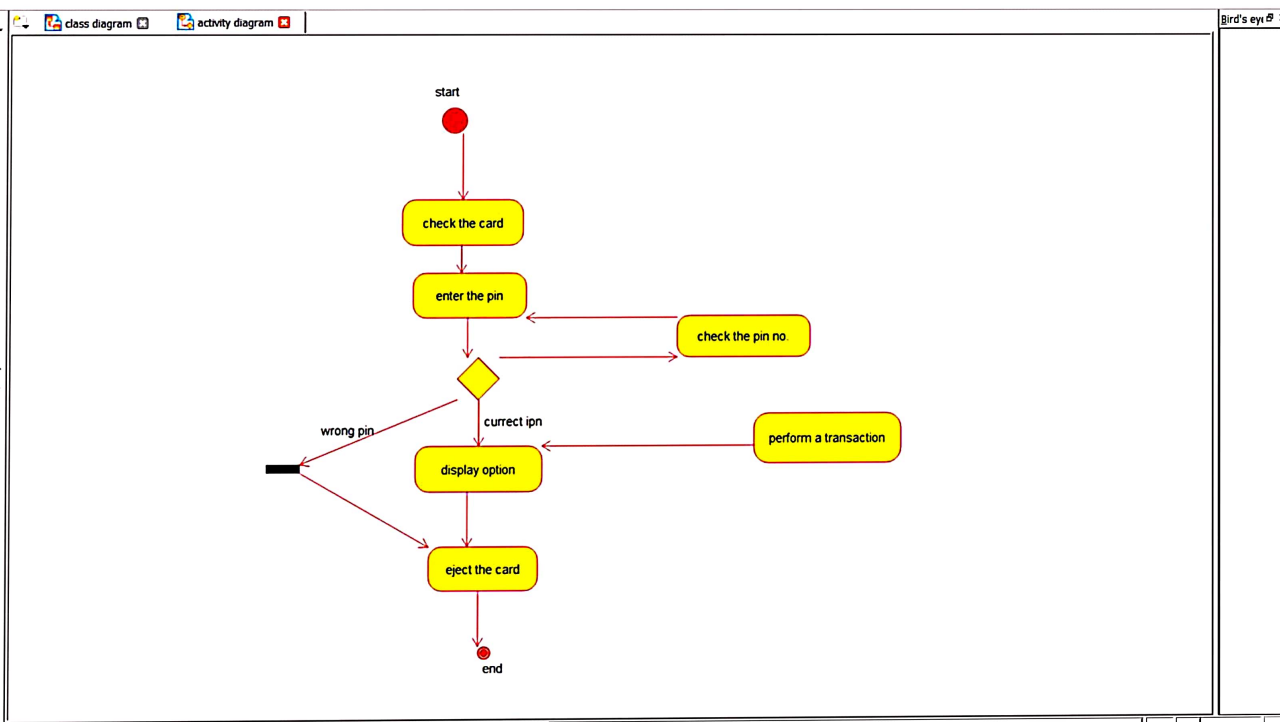 class diagram
activity diagram
Bird's eye
start
check the card
enter the pin
check the pin no.
wrong pin
currect ipn
perform a transaction
display option
eject the card
end